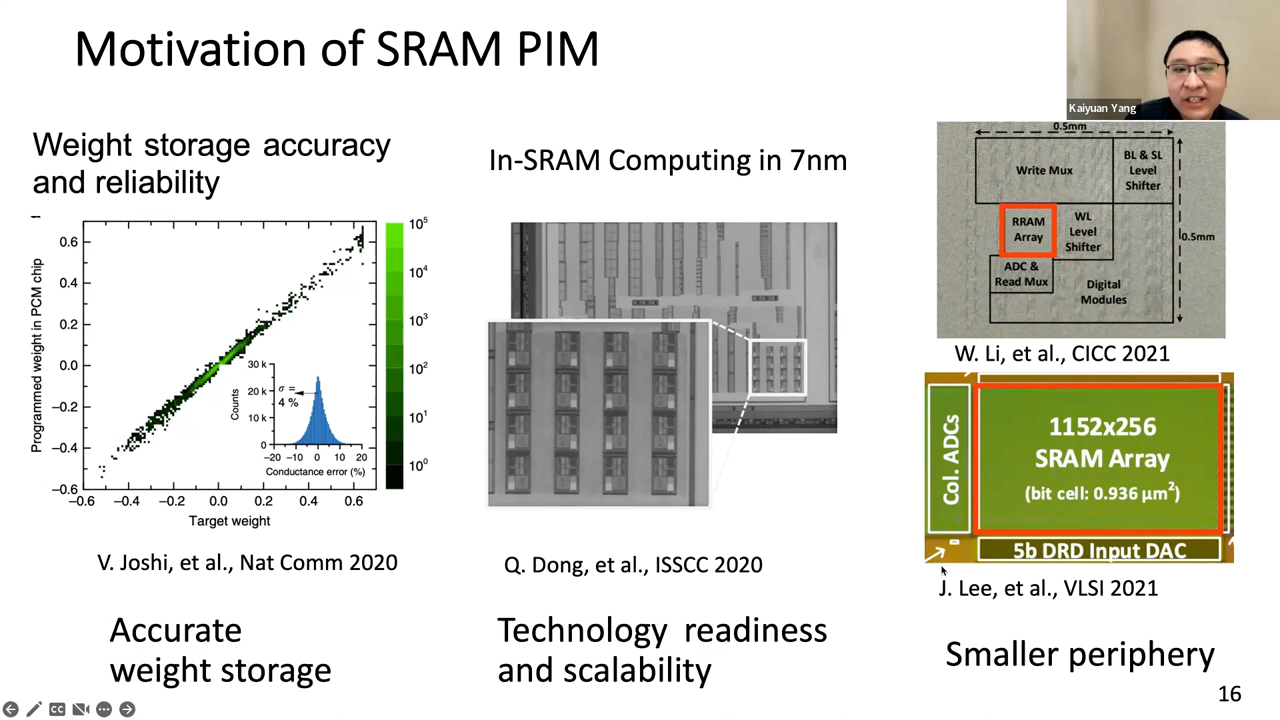 Motivation of SRAM PIM
Kaiyuan Yang
Weight storage accuracy
and reliability
Programmed weight in PCM chip
0.6
0.4
0.2
0.0
−0.2
−0.4
−0.6
−0.6 −0.4 −0.2 0.0 0.2 0.4 0.6
Target weight
Counts
30 k
20 k
10 k
0
σ =
4 %
−20 −10 0 10 20
Conductance error (%)
10⁵
10⁴
10³
10²
10¹
10⁰
V. Joshi, et al., Nat Comm 2020
Accurate
weight storage
In-SRAM Computing in 7nm
Q. Dong, et al., ISSCC 2020
Technology readiness
and scalability
0.5mm
Write Mux
BL & SL
Level
Shifter
RRAM
Array
WL
Level
Shifter
0.5mm
ADC &
Read Mux
Digital
Modules
W. Li, et al., CICC 2021
Col. ADCs
1152x256
SRAM Array
(bit cell: 0.936 μm²)
5b DRD Input DAC
J. Lee, et al., VLSI 2021
Smaller periphery
16
CC